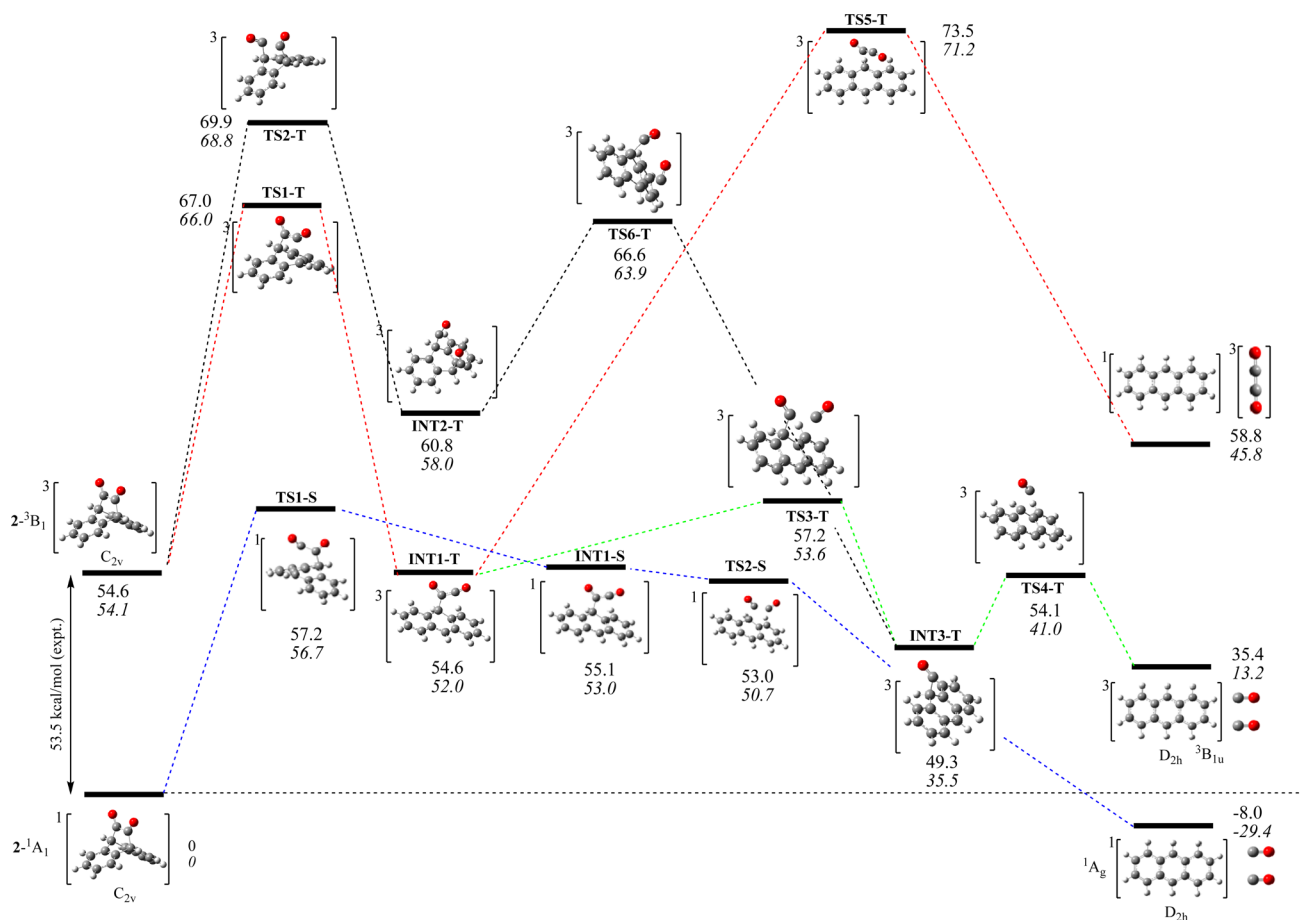 TS5-T
73.5
71.2
3
3
TS2-T
69.9
68.8
TS1-T
67.0
66.0
3
3
TS6-T
66.6
63.9
3
INT2-T
60.8
58.0
1
3
58.8
45.8
3
TS3-T
57.2
53.6
3
2-³B₁
C₂ᵥ
54.6
54.1
TS1-S
1
57.2
56.7
INT1-T
3
54.6
52.0
INT1-S
1
55.1
53.0
TS2-S
1
53.0
50.7
3
TS4-T
54.1
41.0
INT3-T
3
49.3
35.5
35.4
13.2
3
D₂ₕ
³B₁ᵤ
53.5 kcal/mol (expt.)
1
2-¹A₁
0
0
C₂ᵥ
-8.0
-29.4
1
¹A_g
D₂ₕ